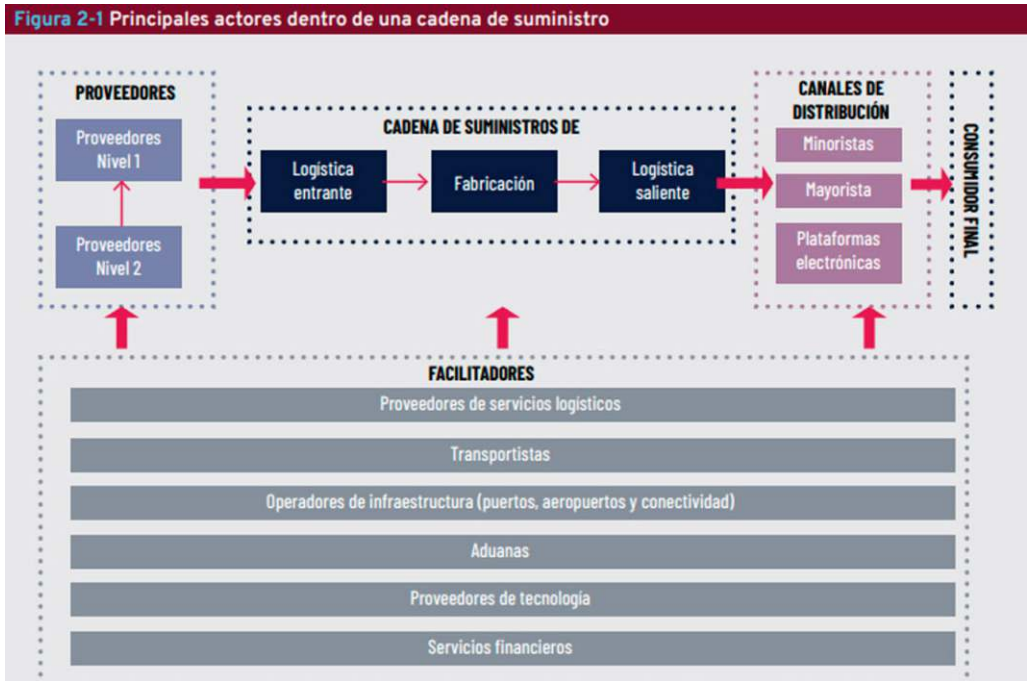 Figura 2-1 Principales actores dentro de una cadena de suministro
PROVEEDORES
Proveedores
Nivel 1
Proveedores
Nivel 2
CADENA DE SUMINISTROS DE
Logística
entrante
Fabricación
Logística
saliente
CANALES DE
DISTRIBUCIÓN
Minoristas
Mayorista
Plataformas
electrónicas
CONSUMIDOR FINAL
FACILITADORES
Proveedores de servicios logísticos
Transportistas
Operadores de infraestructura (puertos, aeropuertos y conectividad)
Aduanas
Proveedores de tecnología
Servicios financieros